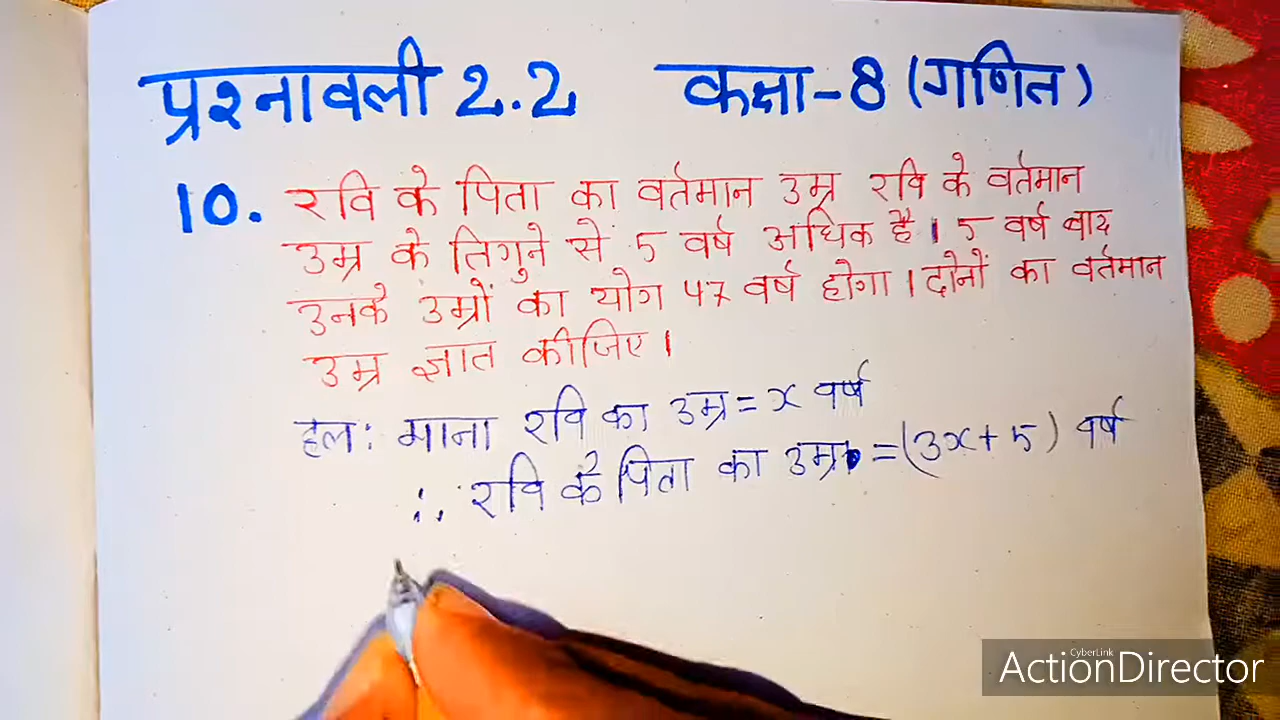 प्रश्नावली 2.2 कक्षा-8 (गणित)
10. रवि के पिता का वर्तमान उम्र रवि के वर्तमान
उम्र के तिगुने से 5 वर्ष अधिक है। 5 वर्ष बाद
उनके उम्रों का योग 47 वर्ष होगा। दोनों का वर्तमान
उम्र ज्ञात कीजिए।
हल: माना रवि का उम्र = x वर्ष
∴ रवि के पिता का उम्र = (3x+5) वर्ष
CyberLink
ActionDirector